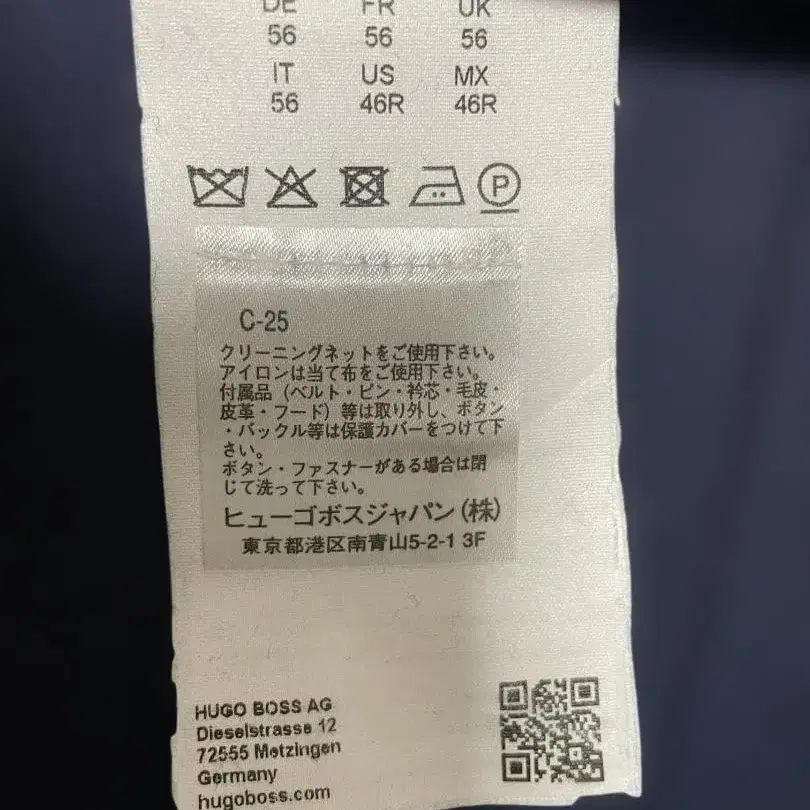 DE FR UK
56 56 56
IT US MX
56 46R 46R
P
C-25
クリーニングネットをご使用下さい。
アイロンは当て布をご使用下さい。
付属品（ベルト・ピン・衿芯・毛皮・
皮革・フード）等は取り外し、ボタン
・バックル等は保護カバーをつけて下
さい。
ボタン・ファスナーがある場合は閉
じて洗って下さい。
ヒューゴボスジャパン(株)
東京都港区南青山5-2-1 3F
HUGO BOSS AG
Dieselstrasse 12
72555 Metzingen
Germany
hugoboss.com